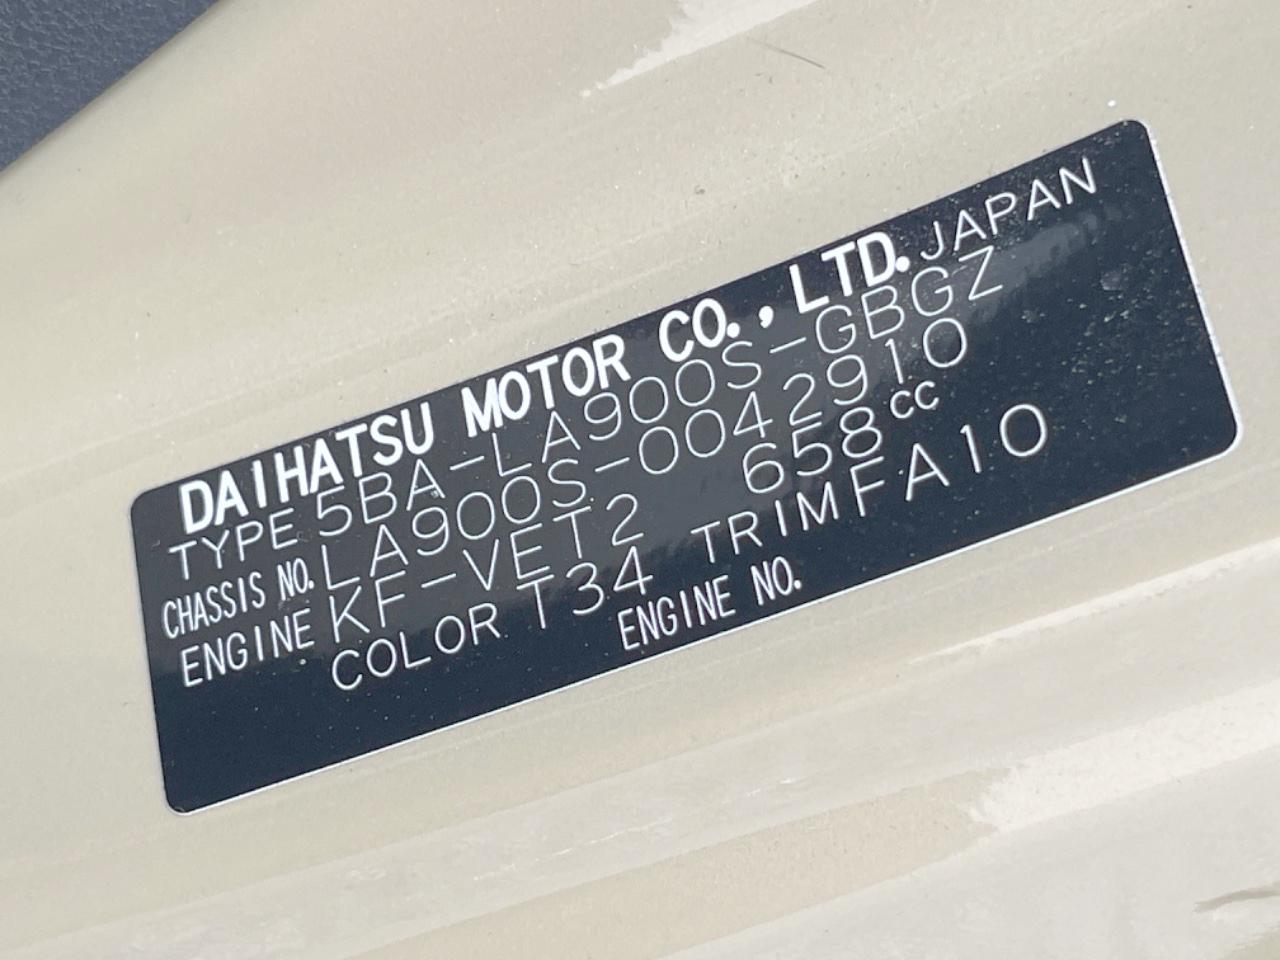 DAIHATSU MOTOR CO., LTD. JAPAN
TYPE 5BA-LA900S-GBGZ
CHASSIS NO. LA900S-0042910
ENGINE KF-VET2 658cc
COLOR T34 TRIM FA10
ENGINE NO.